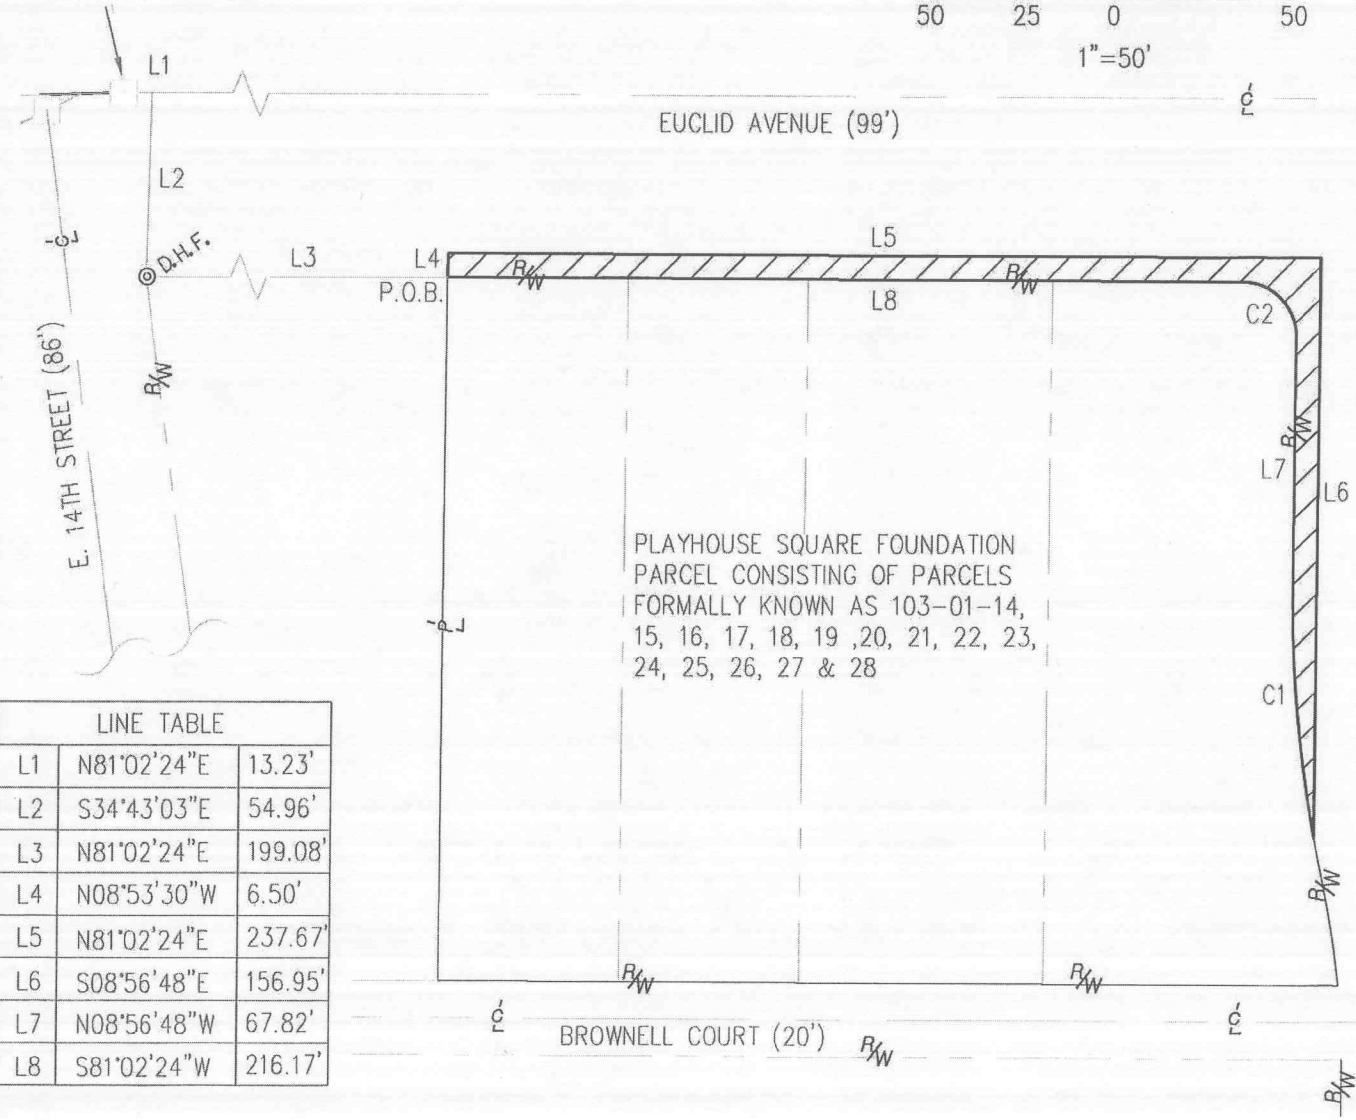 50 25 0 50
1"=50'
L1
EUCLID AVENUE (99')
L2
D.H.F.
L3
L4
L5
R/W
R/W
P.O.B.
L8
C2
E. 14TH STREET (86')
R/W
R/W
L7
L6
PLAYHOUSE SQUARE FOUNDATION
PARCEL CONSISTING OF PARCELS
FORMALLY KNOWN AS 103-01-14,
15, 16, 17, 18, 19 ,20, 21, 22, 23,
24, 25, 26, 27 & 28
C1
LINE TABLE
L1 N81°02'24"E 13.23'
L2 S34°43'03"E 54.96'
L3 N81°02'24"E 199.08'
L4 N08°53'30"W 6.50'
L5 N81°02'24"E 237.67'
L6 S08°56'48"E 156.95'
L7 N08°56'48"W 67.82'
L8 S81°02'24"W 216.17'
R/W
R/W
R/W
BROWNELL COURT (20')
R/W
R/W